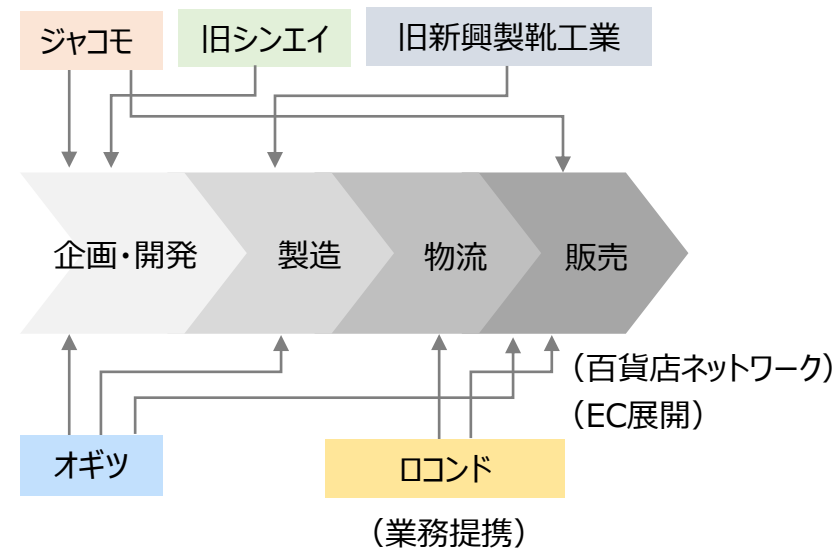 ジャコモ
旧シンエイ
旧新興製靴工業
企画・開発
製造
物流
販売
（百貨店ネットワーク）
（EC展開）
オギツ
ロコンド
（業務提携）